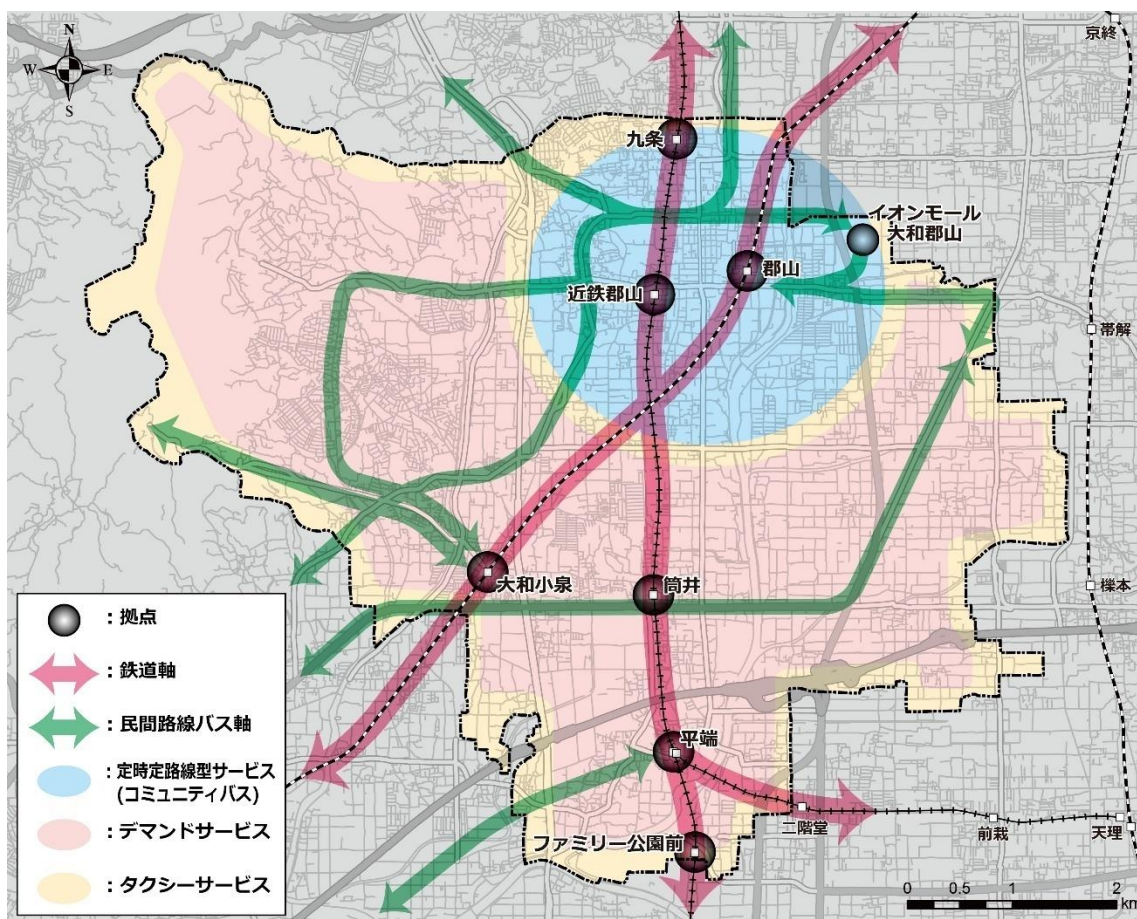 N
W
E
S
京終
九条
イオンモール
大和郡山
郡山
近鉄郡山
帯解
大和小泉
筒井
櫟本
平端
二階堂
前栽
天理
ファミリー公園前
：拠点
：鉄道軸
：民間路線バス軸
：定時定路線型サービス
(コミュニティバス)
：デマンドサービス
：タクシーサービス
0 0.5 1 2
km